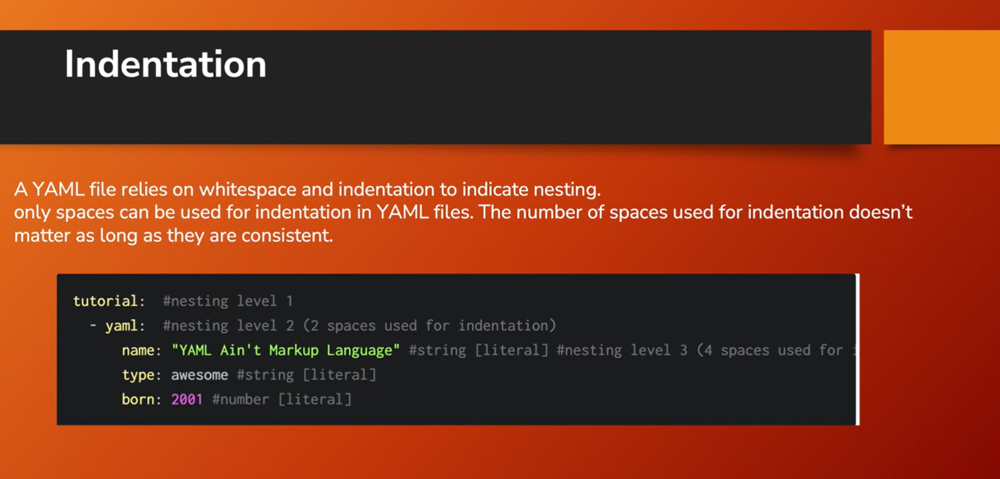 Indentation
A YAML file relies on whitespace and indentation to indicate nesting.
only spaces can be used for indentation in YAML files. The number of spaces used for indentation doesn’t
matter as long as they are consistent.
tutorial:  #nesting level 1
  - yaml:  #nesting level 2 (2 spaces used for indentation)
      name: "YAML Ain't Markup Language" #string [literal] #nesting level 3 (4 spaces used for
      type: awesome #string [literal]
      born: 2001 #number [literal]